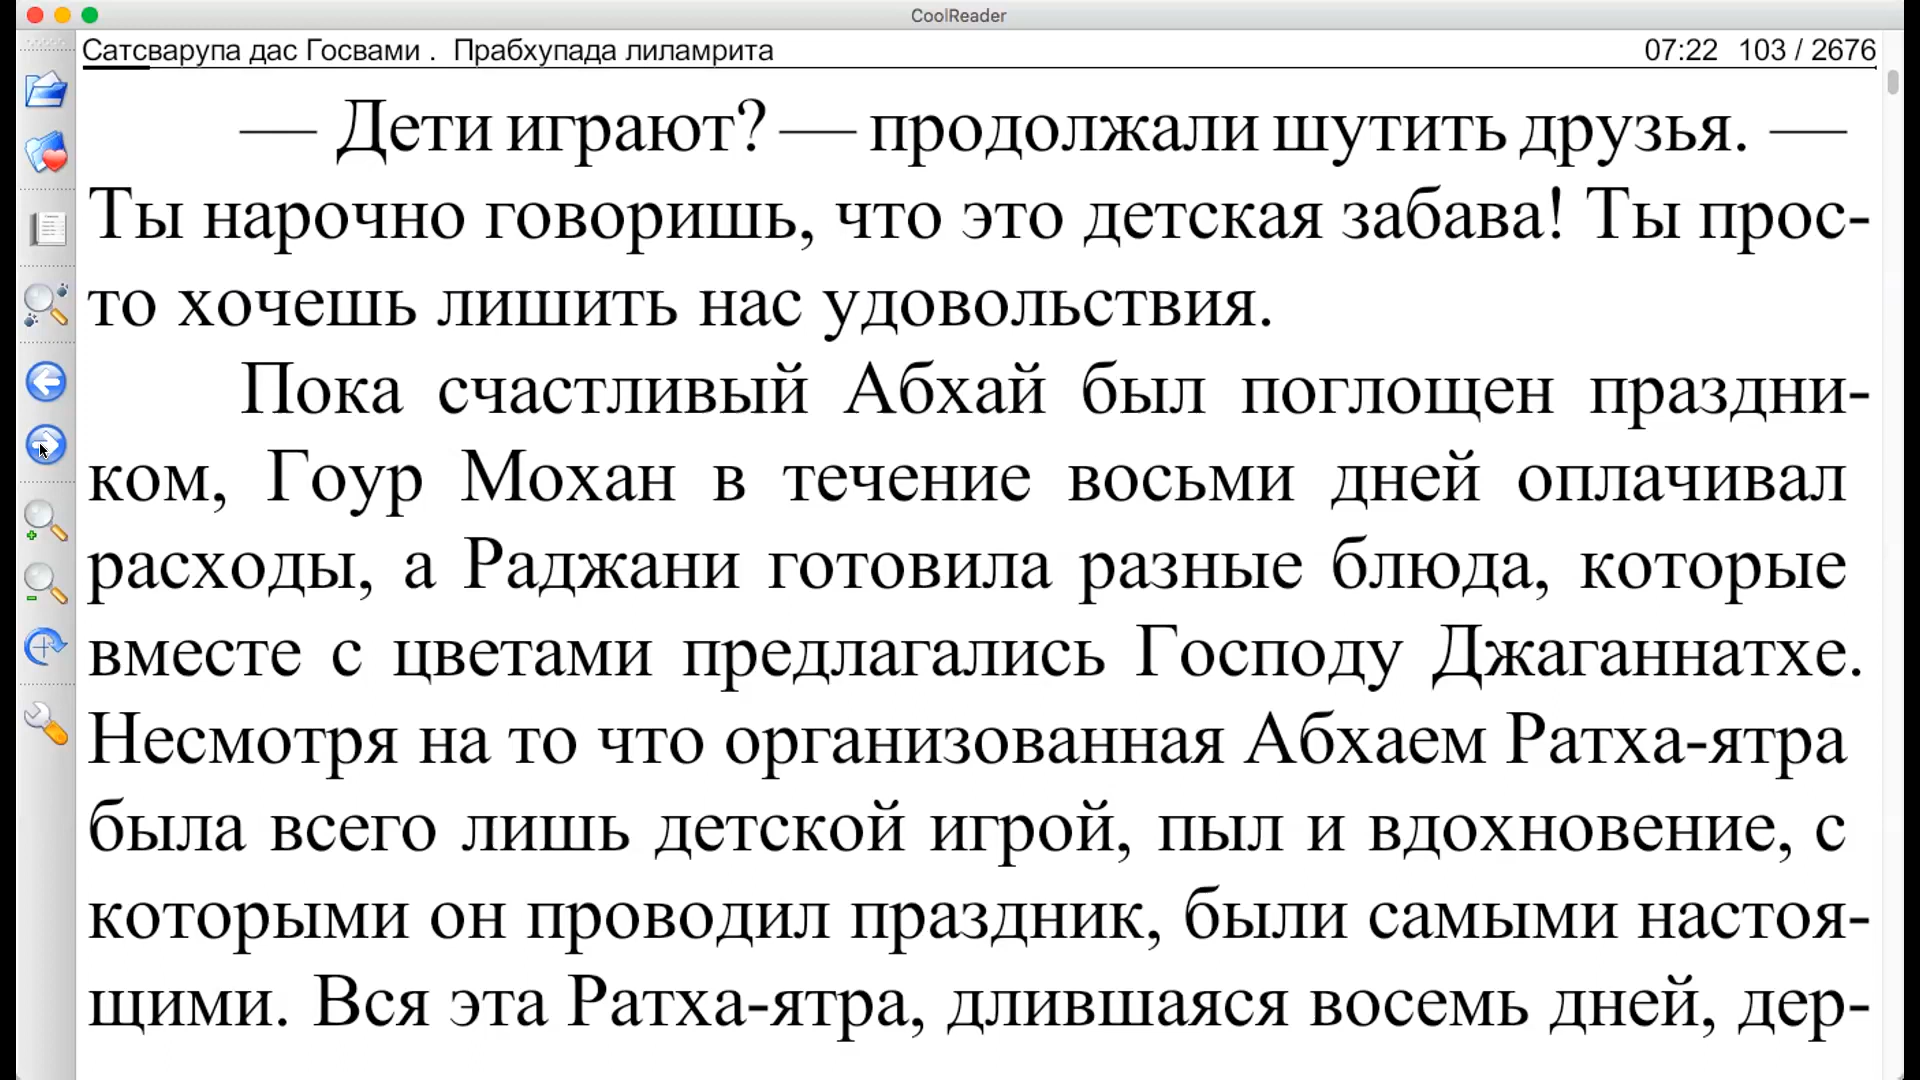 CoolReader
Сатсварупа дас Госвами .  Прабхупада лиламрита 07:22 103 / 2676
— Дети играют? — продолжали шутить друзья. —
Ты нарочно говоришь, что это детская забава! Ты прос-
то хочешь лишить нас удовольствия.
Пока счастливый Абхай был поглощен праздни-
ком, Гоур Мохан в течение восьми дней оплачивал
расходы, а Раджани готовила разные блюда, которые
вместе с цветами предлагались Господу Джаганнатхе.
Несмотря на то что организованная Абхаем Ратха-ятра
была всего лишь детской игрой, пыл и вдохновение, с
которыми он проводил праздник, были самыми настоя-
щими. Вся эта Ратха-ятра, длившаяся восемь дней, дер-